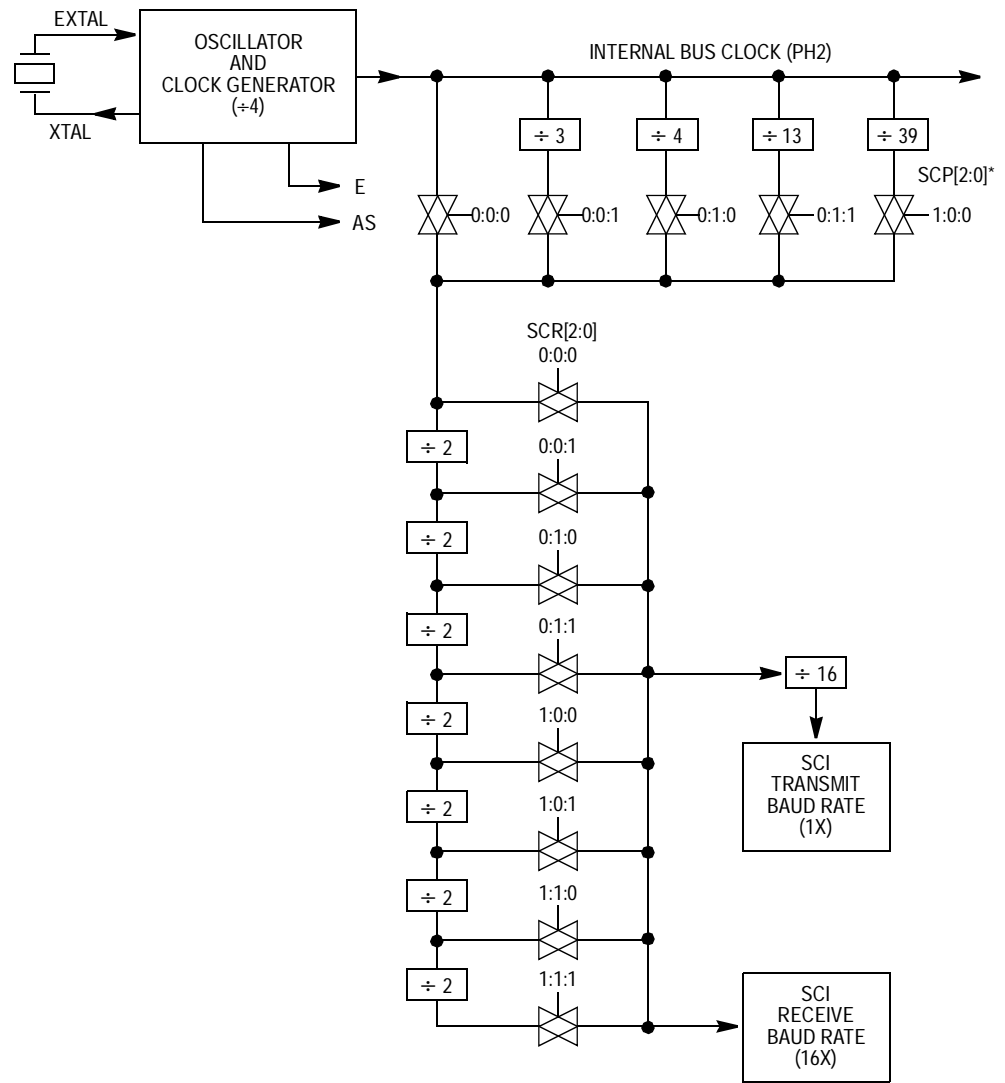 EXTAL
OSCILLATOR
AND
CLOCK GENERATOR
(÷4)
XTAL
INTERNAL BUS CLOCK (PH2)
÷ 3
÷ 4
÷ 13
÷ 39
SCP[2:0]*
E
AS
0:0:0
0:0:1
0:1:0
0:1:1
1:0:0
SCR[2:0]
0:0:0
÷ 2
0:0:1
÷ 2
0:1:0
÷ 2
0:1:1
÷ 16
÷ 2
1:0:0
SCI
TRANSMIT
BAUD RATE
(1X)
÷ 2
1:0:1
÷ 2
1:1:0
÷ 2
1:1:1
SCI
RECEIVE
BAUD RATE
(16X)